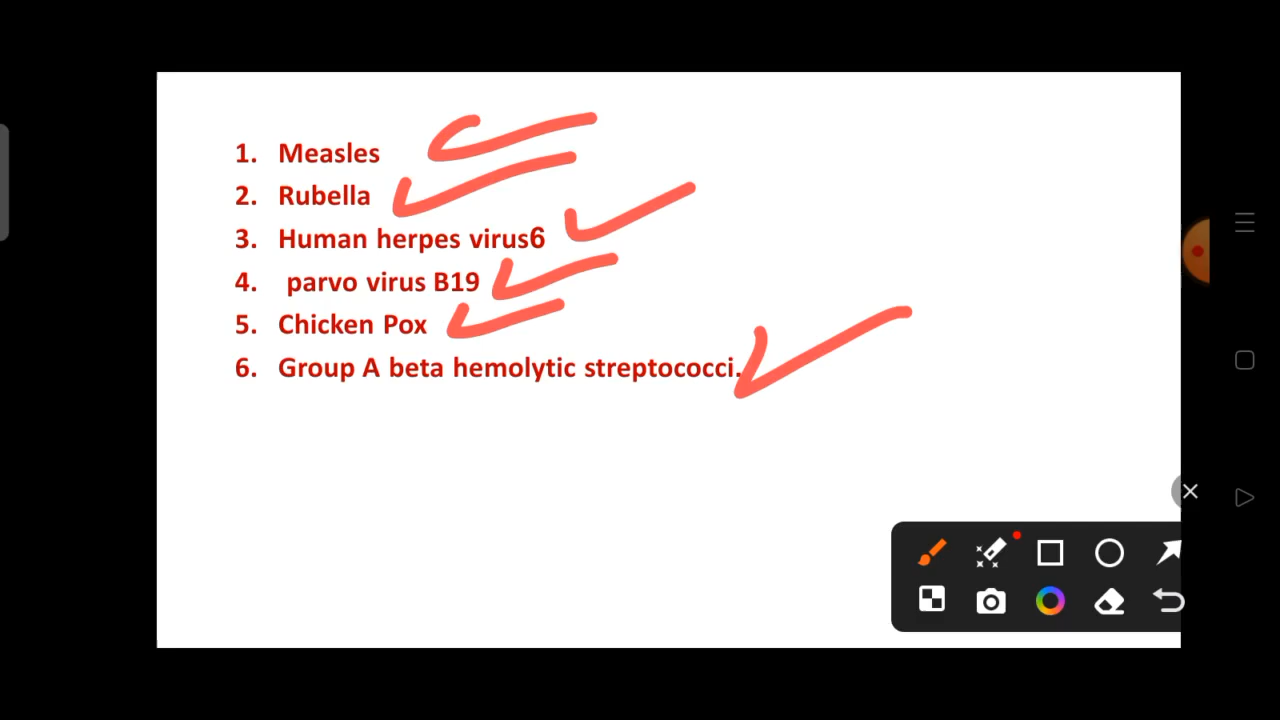 1. Measles
2. Rubella
3. Human herpes virus6
4. parvo virus B19
5. Chicken Pox
6. Group A beta hemolytic streptococci.